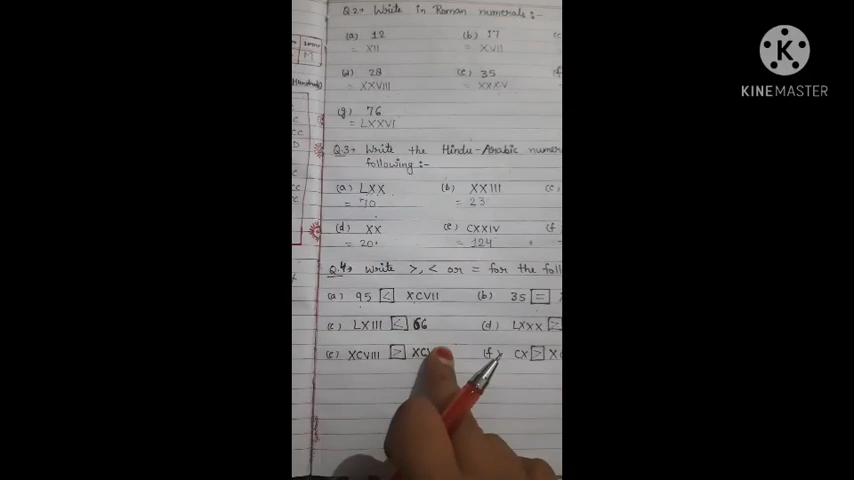 Q.2→ Write in Roman numerals :-
(a) 12 (b) 17 (c
= XII = XVII
(d) 28 (e) 35 (f
= XXVIII = XXXV
(g) 76
= LXXVI
Q.3→ Write the Hindu-Arabic numer
following :-
(a) LXX (b) XXIII (c
= 70 = 23
(d) XX (e) CXXIV (f
= 20 = 124
Q.4→ Write >, < or = for the foll
(a) 95 < XCVII (b) 35 =
(c) LXIII < 66 (d) LXXX >
(e) XCVIII > XCV (f) CX > XC
K
KINEMASTER